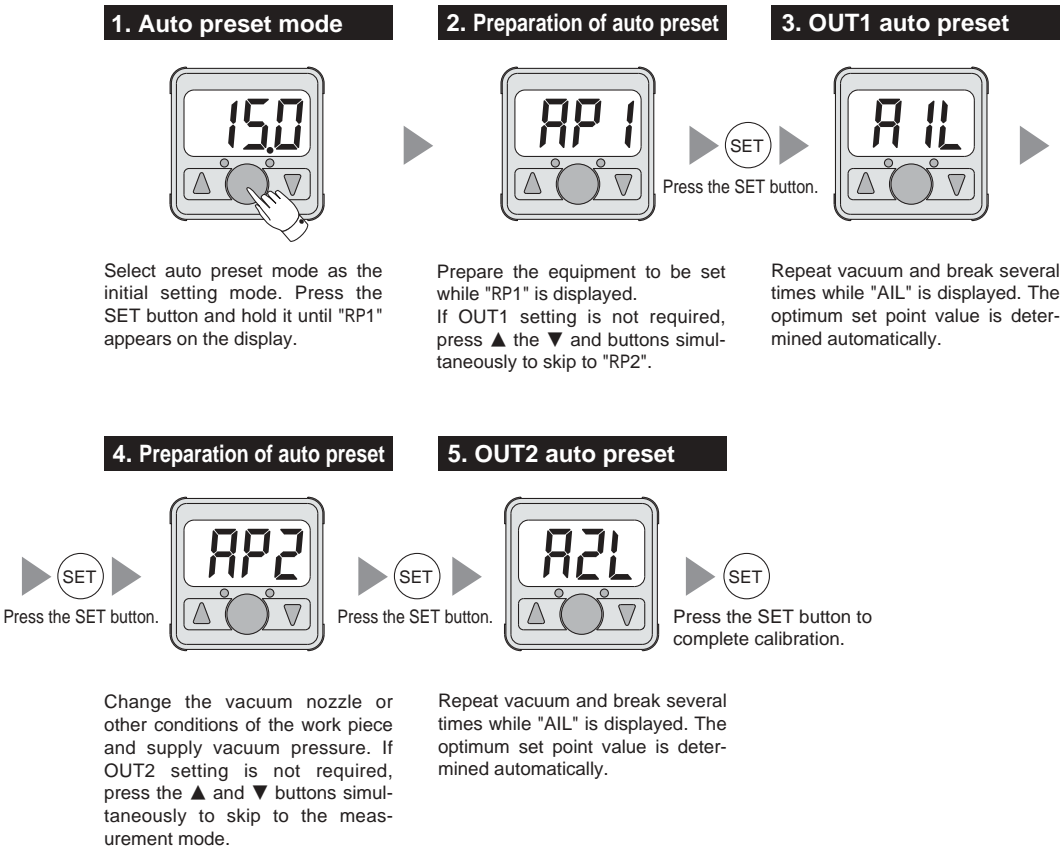 1. Auto preset mode
15.0
Select auto preset mode as the
initial setting mode. Press the
SET button and hold it until "RP1"
appears on the display.
2. Preparation of auto preset
AP1
Prepare the equipment to be set
while "RP1" is displayed.
If OUT1 setting is not required,
press ▲ the ▼ and buttons simul-
taneously to skip to "RP2".
SET
Press the SET button.
3. OUT1 auto preset
A1L
Repeat vacuum and break several
times while "AIL" is displayed. The
optimum set point value is deter-
mined automatically.
SET
Press the SET button.
4. Preparation of auto preset
AP2
Change the vacuum nozzle or
other conditions of the work piece
and supply vacuum pressure. If
OUT2 setting is not required,
press the ▲ and ▼ buttons simul-
taneously to skip to the meas-
urement mode.
SET
Press the SET button.
5. OUT2 auto preset
A2L
Repeat vacuum and break several
times while "AIL" is displayed. The
optimum set point value is deter-
mined automatically.
SET
Press the SET button to
complete calibration.